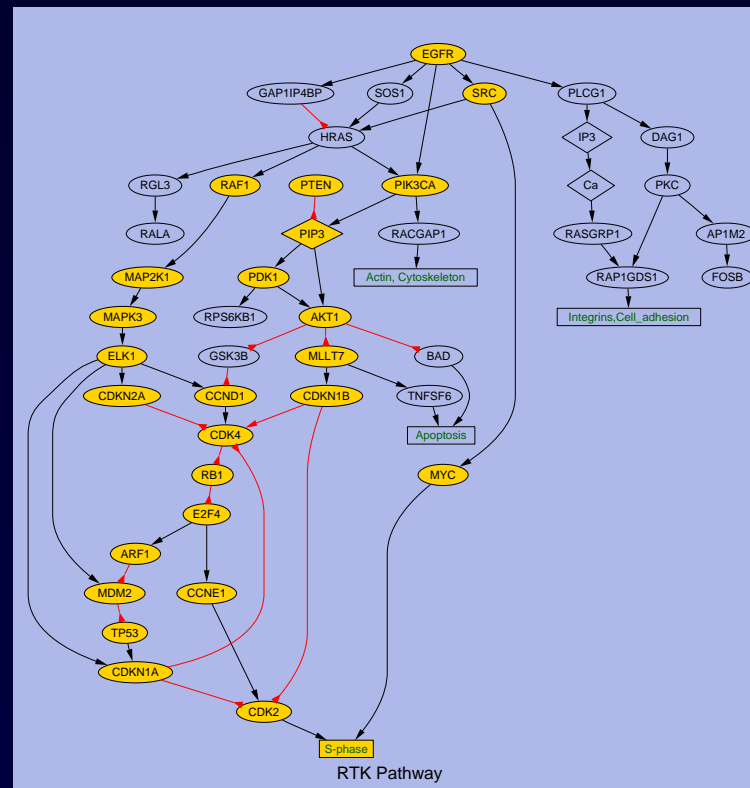 EGFR
GAP1IP4BP
SOS1
SRC
PLCG1
HRAS
IP3
DAG1
RGL3
RAF1
PTEN
PIK3CA
Ca
PKC
RALA
PIP3
RACGAP1
RASGRP1
AP1M2
MAP2K1
PDK1
Actin, Cytoskeleton
RAP1GDS1
FOSB
MAPK3
RPS6KB1
AKT1
Integrins,Cell_adhesion
ELK1
GSK3B
MLLT7
BAD
CDKN2A
CCND1
CDKN1B
TNFSF6
CDK4
Apoptosis
RB1
MYC
E2F4
ARF1
MDM2
CCNE1
TP53
CDKN1A
CDK2
S-phase
RTK Pathway